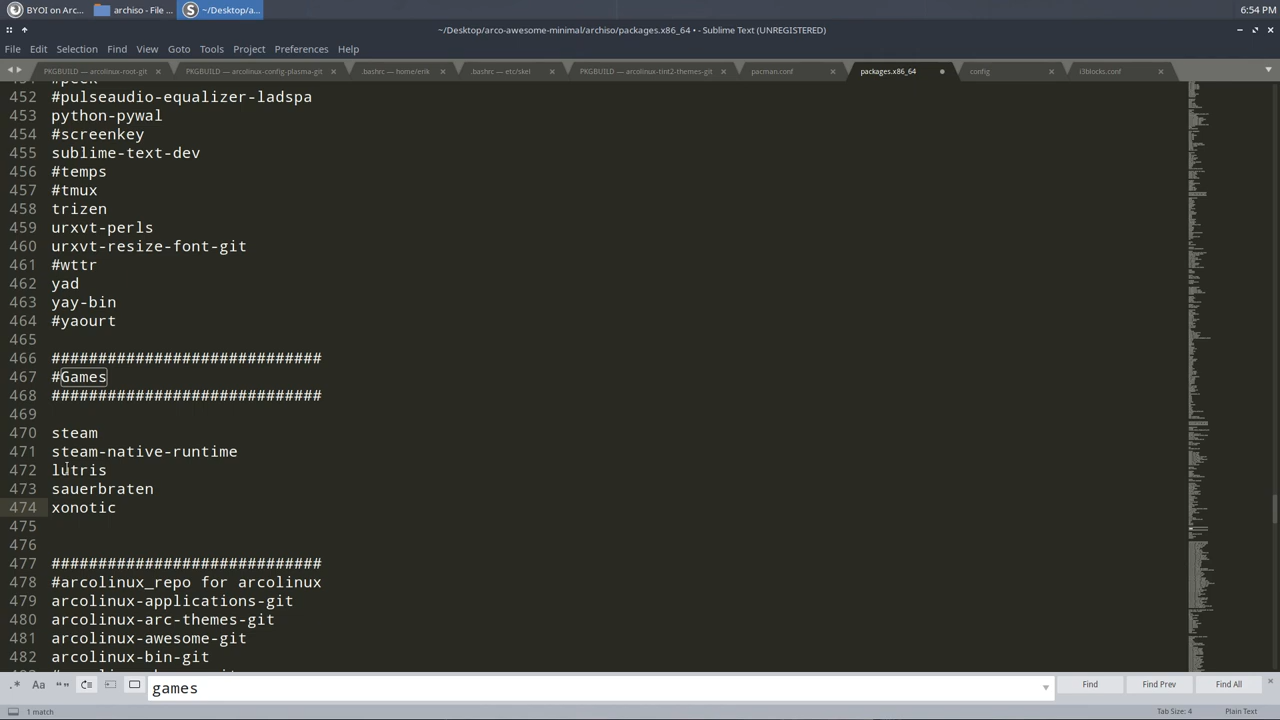 BYOI on Arc...
archiso - File ...
~/Desktop/a...
6:54 PM
~/Desktop/arco-awesome-minimal/archiso/packages.x86_64 • - Sublime Text (UNREGISTERED)
File Edit Selection Find View Goto Tools Project Preferences Help
PKGBUILD — arcolinux-root-git
PKGBUILD — arcolinux-config-plasma-git
.bashrc — home/erik
.bashrc — etc/skel
PKGBUILD — arcolinux-tint2-themes-git
pacman.conf
packages.x86_64
config
i3blocks.conf
451 #peek
452 #pulseaudio-equalizer-ladspa
453 python-pywal
454 #screenkey
455 sublime-text-dev
456 #temps
457 #tmux
458 trizen
459 urxvt-perls
460 urxvt-resize-font-git
461 #wttr
462 yad
463 yay-bin
464 #yaourt
465
466 #############################
467 #Games
468 #############################
469
470 steam
471 steam-native-runtime
472 lutris
473 sauerbraten
474 xonotic
475
476
477 #############################
478 #arcolinux_repo for arcolinux
479 arcolinux-applications-git
480 arcolinux-arc-themes-git
481 arcolinux-awesome-git
482 arcolinux-bin-git
.* Aa “” games Find Find Prev Find All
1 match
Tab Size: 4
Plain Text